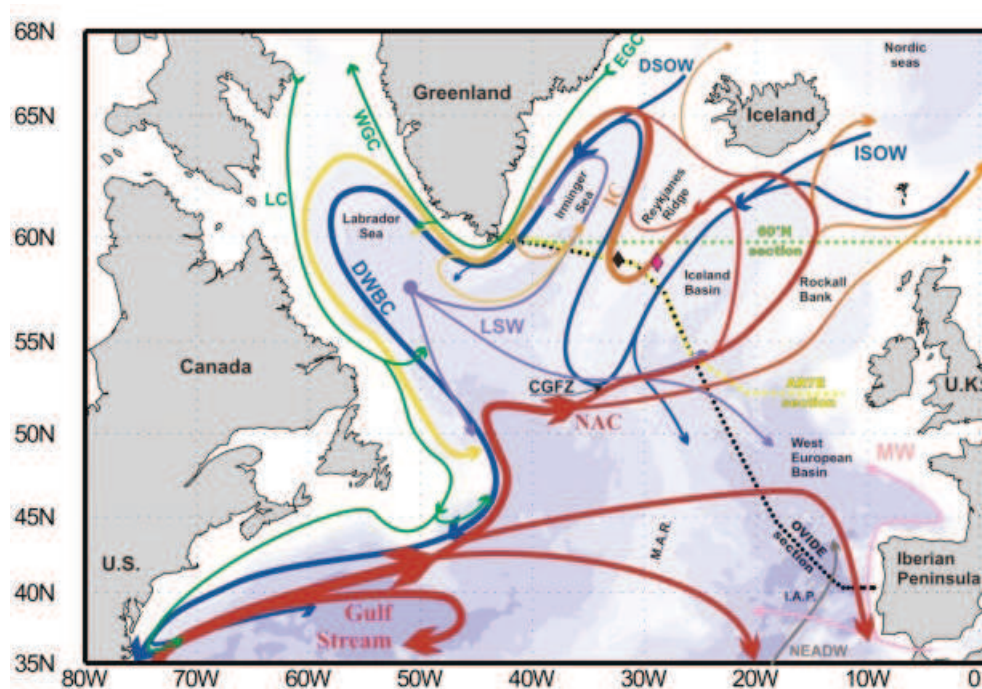 68N
65N
60N
55N
50N
45N
40N
35N
80W
70W
60W
50W
40W
30W
20W
10W
0
Greenland
Iceland
Nordic
seas
EGC
DSOW
WGC
ISOW
LC
Labrador
Sea
Irminger
Sea
IC
Reykjanes
Ridge
60°N
section
Iceland
Basin
Rockall
Bank
DWBC
LSW
Canada
CGFZ
NAC
AR7E
section
U.K.
West
European
Basin
MW
M.A.R.
OVIDE
section
U.S.
Iberian
Peninsula
I.A.P.
Gulf
Stream
NEADW